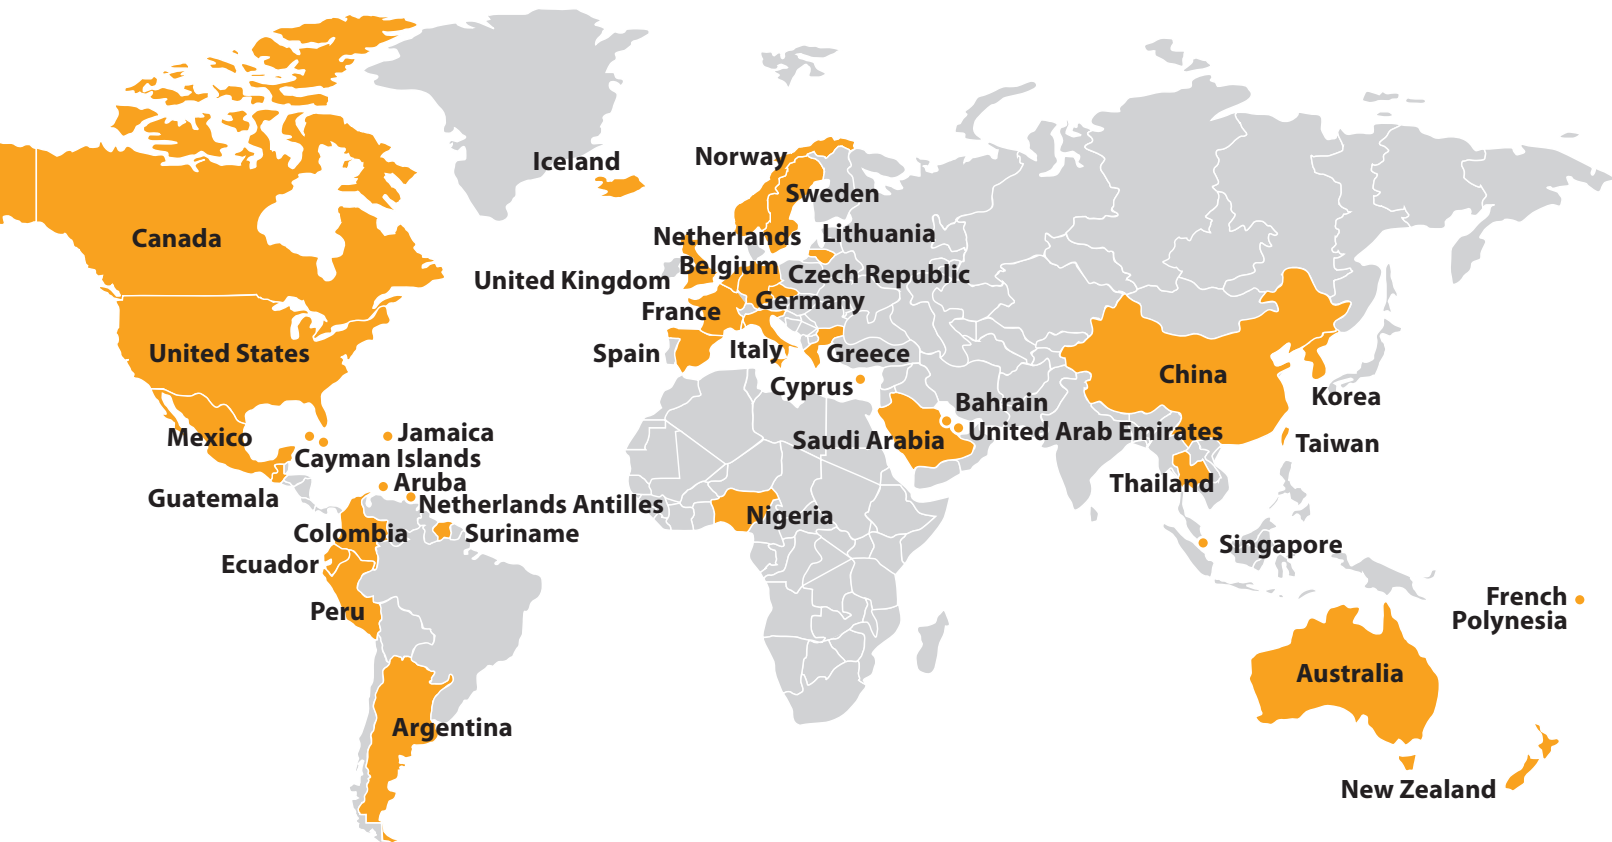 Iceland
Norway
Sweden
Canada
Netherlands
Lithuania
United Kingdom
Belgium
Czech Republic
France
Germany
United States
Spain
Italy
Greece
China
Cyprus
Korea
Bahrain
Mexico
Jamaica
Saudi Arabia
United Arab Emirates
Taiwan
Cayman Islands
Aruba
Thailand
Guatemala
Netherlands Antilles
Nigeria
Colombia
Suriname
Singapore
Ecuador
Peru
French
Polynesia
Australia
Argentina
New Zealand